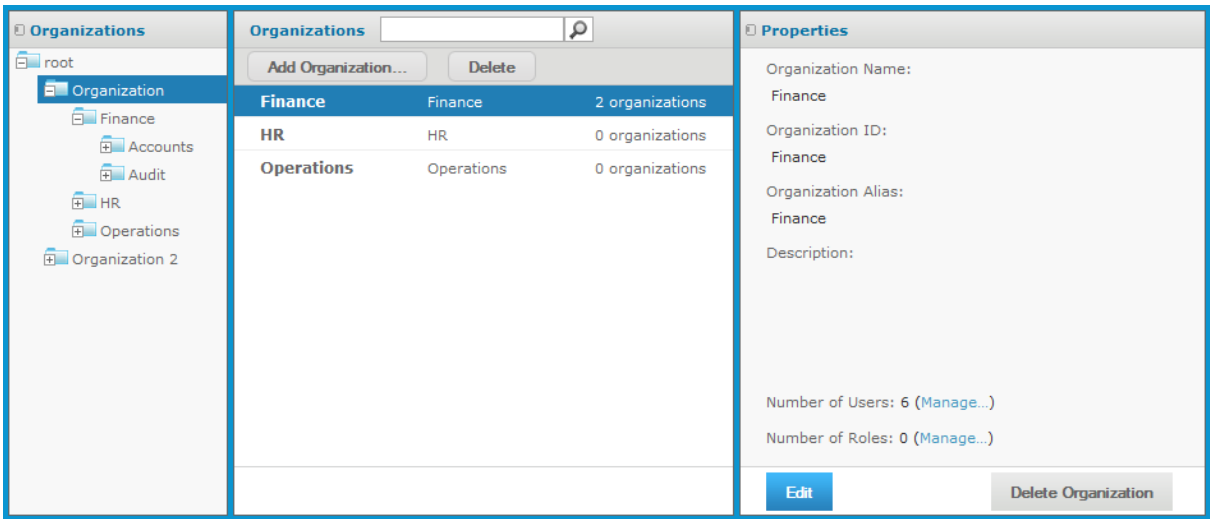 Organizations
root
Organization
Finance
Accounts
Audit
HR
Operations
Organization 2
Organizations
Add Organization... Delete
Finance Finance 2 organizations
HR HR 0 organizations
Operations Operations 0 organizations
Properties
Organization Name:
Finance
Organization ID:
Finance
Organization Alias:
Finance
Description:
Number of Users: 6 (Manage...)
Number of Roles: 0 (Manage...)
Edit Delete Organization